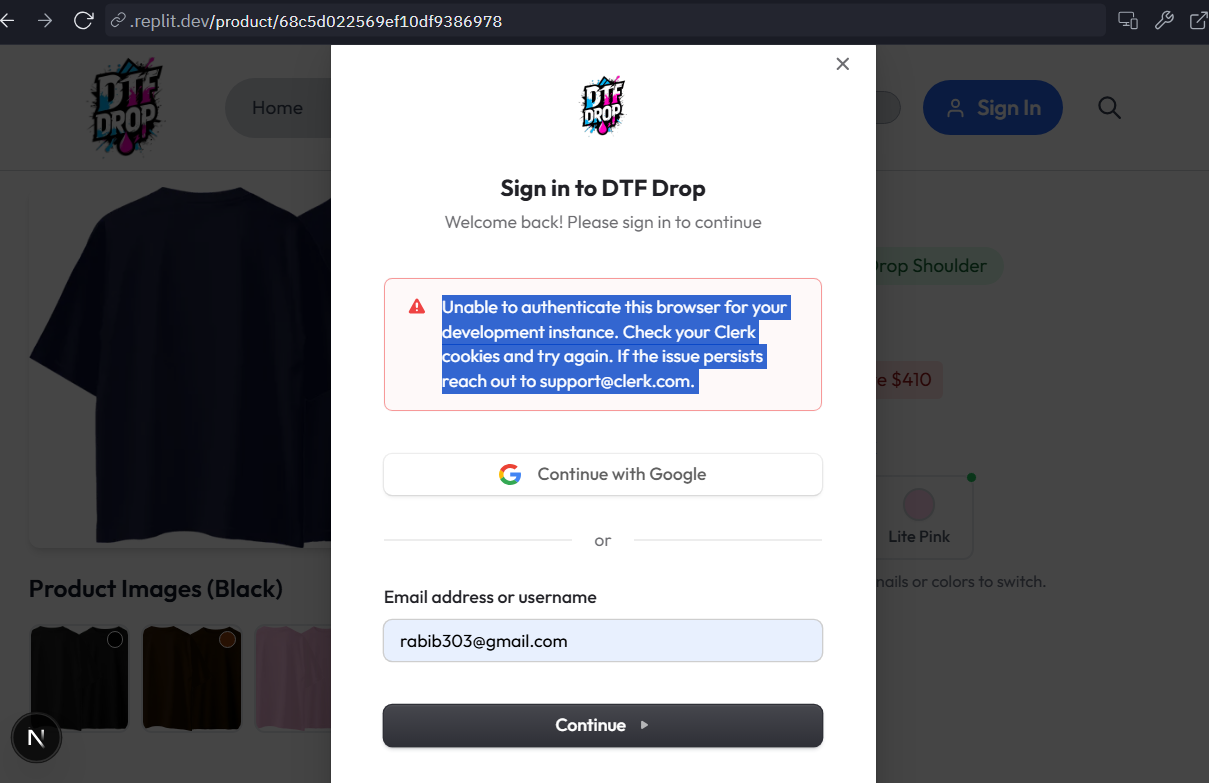 .replit.dev/product/68c5d022569ef10df9386978
DTF
DROP
Home
Sign In
DTF
DROP
Sign in to DTF Drop
Welcome back! Please sign in to continue
Drop Shoulder
Unable to authenticate this browser for your
development instance. Check your Clerk
cookies and try again. If the issue persists
reach out to support@clerk.com.
$410
Continue with Google
or
Lite Pink
or colors to switch.
Product Images (Black)
Email address or username
rabib303@gmail.com
Continue
N